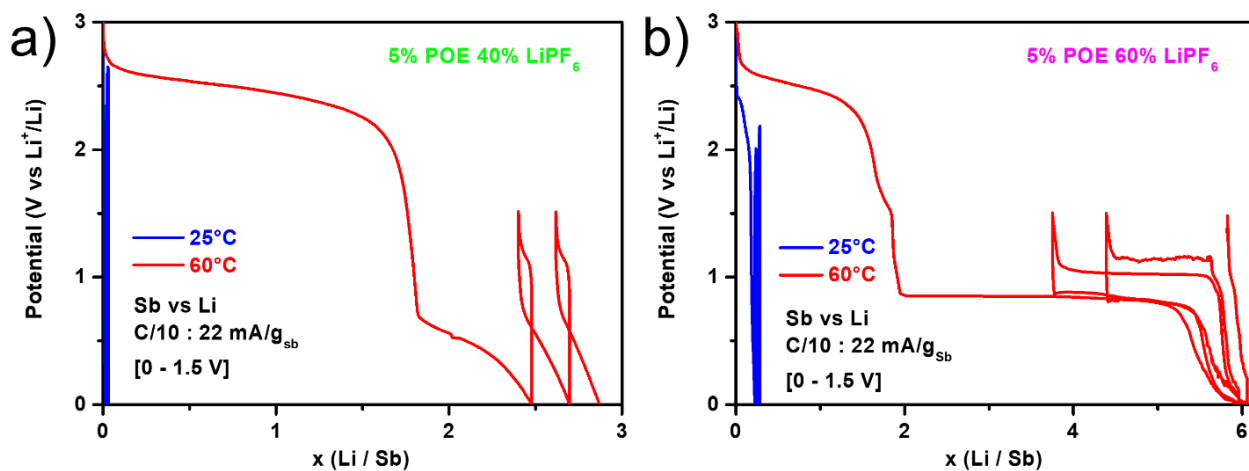 a)
3
2
1
0
Potential (V vs Li⁺/Li)
5% POE 40% LiPF₆
25°C
60°C
Sb vs Li
C/10 : 22 mA/g_sb
[0 - 1.5 V]
0 1 2 3
x (Li / Sb)
b)
3
2
1
0
Potential (V vs Li⁺/Li)
5% POE 60% LiPF₆
25°C
60°C
Sb vs Li
C/10 : 22 mA/g_Sb
[0 - 1.5 V]
0 2 4 6
x (Li / Sb)